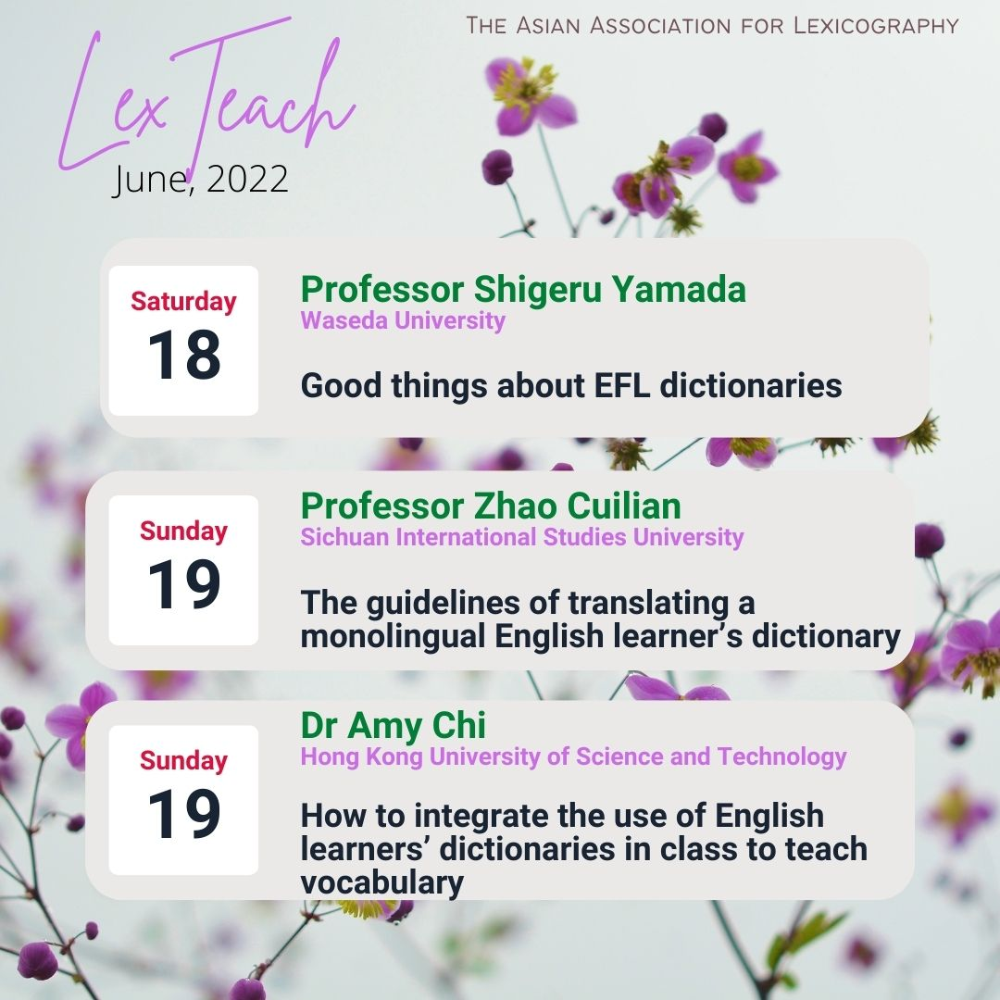 The Asian Association for Lexicography
Lex Teach
June, 2022
Saturday
18
Professor Shigeru Yamada
Waseda University
Good things about EFL dictionaries
Sunday
19
Professor Zhao Cuilian
Sichuan International Studies University
The guidelines of translating a
monolingual English learner’s dictionary
Sunday
19
Dr Amy Chi
Hong Kong University of Science and Technology
How to integrate the use of English
learners’ dictionaries in class to teach
vocabulary